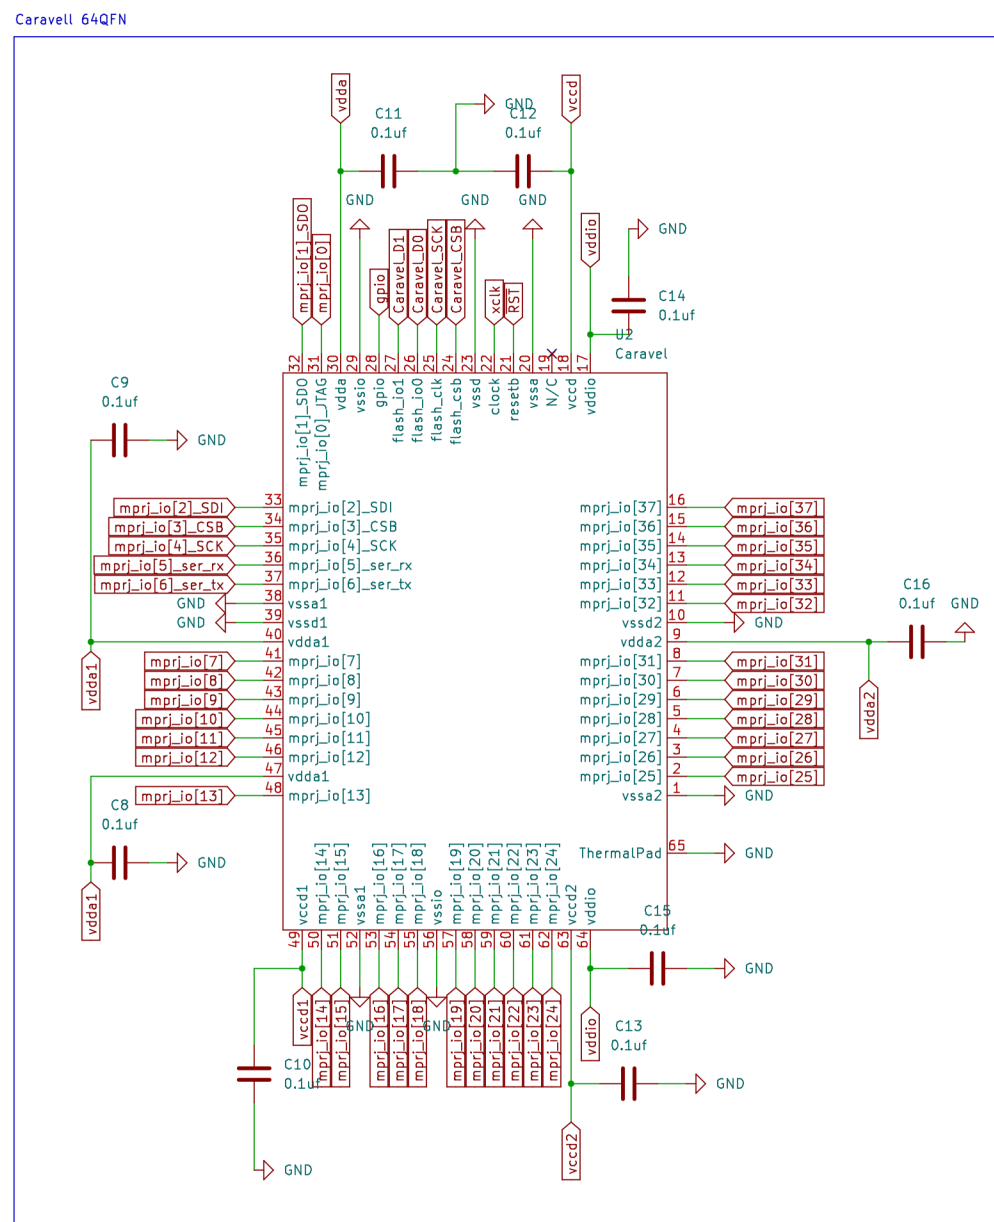 Caravell 64QFN
vdda
vccd
GND
C11
0.1uf
C12
0.1uf
GND
GND
mprj_io[1]_SDO
mprj_io[0]
gpio
Caravel_D1
Caravel_D0
Caravel_SCK
Caravel_CSB
xclk
RST
vddio
GND
C14
0.1uf
U2
Caravel
32
31
30
29
28
27
26
25
24
23
22
21
20
19
18
17
mprj_io[1]_SDO
mprj_io[0]_JTAG
vdda
vssio
gpio
flash_io1
flash_io0
flash_clk
flash_csb
vssd
clock
resetb
vssa
N/C
vccd
vddio
C9
0.1uf
GND
mprj_io[2]_SDI 33 mprj_io[2]_SDI
mprj_io[3]_CSB 34 mprj_io[3]_CSB
mprj_io[4]_SCK 35 mprj_io[4]_SCK
mprj_io[5]_ser_rx 36 mprj_io[5]_ser_rx
mprj_io[6]_ser_tx 37 mprj_io[6]_ser_tx
GND 38 vssa1
GND 39 vssd1
40 vdda1
vdda1
mprj_io[7] 41 mprj_io[7]
mprj_io[8] 42 mprj_io[8]
mprj_io[9] 43 mprj_io[9]
mprj_io[10] 44 mprj_io[10]
mprj_io[11] 45 mprj_io[11]
mprj_io[12] 46 mprj_io[12]
47 vdda1
mprj_io[13] 48 mprj_io[13]
C8
0.1uf
GND
vdda1
mprj_io[37] 16 mprj_io[37]
mprj_io[36] 15 mprj_io[36]
mprj_io[35] 14 mprj_io[35]
mprj_io[34] 13 mprj_io[34]
mprj_io[33] 12 mprj_io[33]
mprj_io[32] 11 mprj_io[32]
vssd2 10 GND
vdda2 9
C16
0.1uf
GND
vdda2
mprj_io[31] 8 mprj_io[31]
mprj_io[30] 7 mprj_io[30]
mprj_io[29] 6 mprj_io[29]
mprj_io[28] 5 mprj_io[28]
mprj_io[27] 4 mprj_io[27]
mprj_io[26] 3 mprj_io[26]
mprj_io[25] 2 mprj_io[25]
vssa2 1 GND
ThermalPad 65 GND
vccd1
mprj_io[14]
mprj_io[15]
vssa1
mprj_io[16]
mprj_io[17]
mprj_io[18]
vssio
mprj_io[19]
mprj_io[20]
mprj_io[21]
mprj_io[22]
mprj_io[23]
mprj_io[24]
vccd2
vddio
49
50
51
52
53
54
55
56
57
58
59
60
61
62
63
64
C15
0.1uf
GND
vccd1
mprj_io[14]
mprj_io[15]
GND
mprj_io[16]
mprj_io[17]
mprj_io[18]
GND
mprj_io[19]
mprj_io[20]
mprj_io[21]
mprj_io[22]
mprj_io[23]
mprj_io[24]
vddio
C13
0.1uf
GND
C10
0.1uf
GND
vccd2